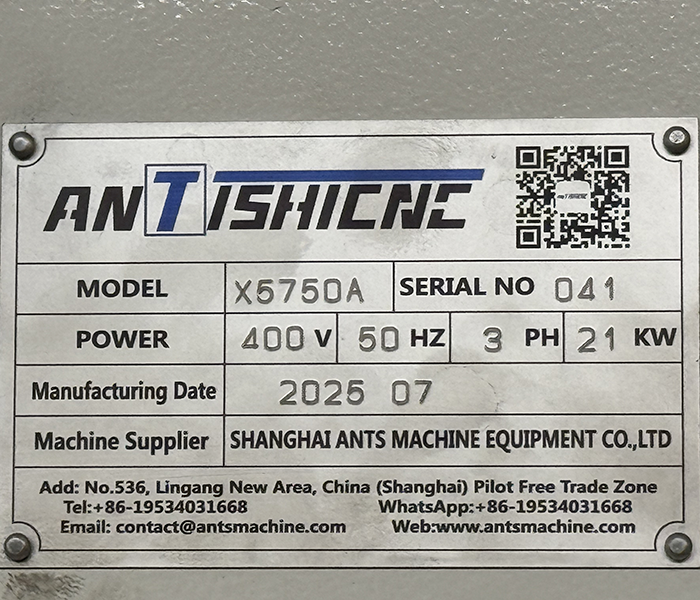 ANTISHICNC
MODEL X5750A SERIAL NO 041
POWER 400 V 50 HZ 3 PH 21 KW
Manufacturing Date 2025 07
Machine Supplier SHANGHAI ANTS MACHINE EQUIPMENT CO.,LTD
Add: No.536, Lingang New Area, China (Shanghai) Pilot Free Trade Zone
Tel:+86-19534031668 WhatsApp:+86-19534031668
Email: contact@antsmachine.com Web:www.antsmachine.com